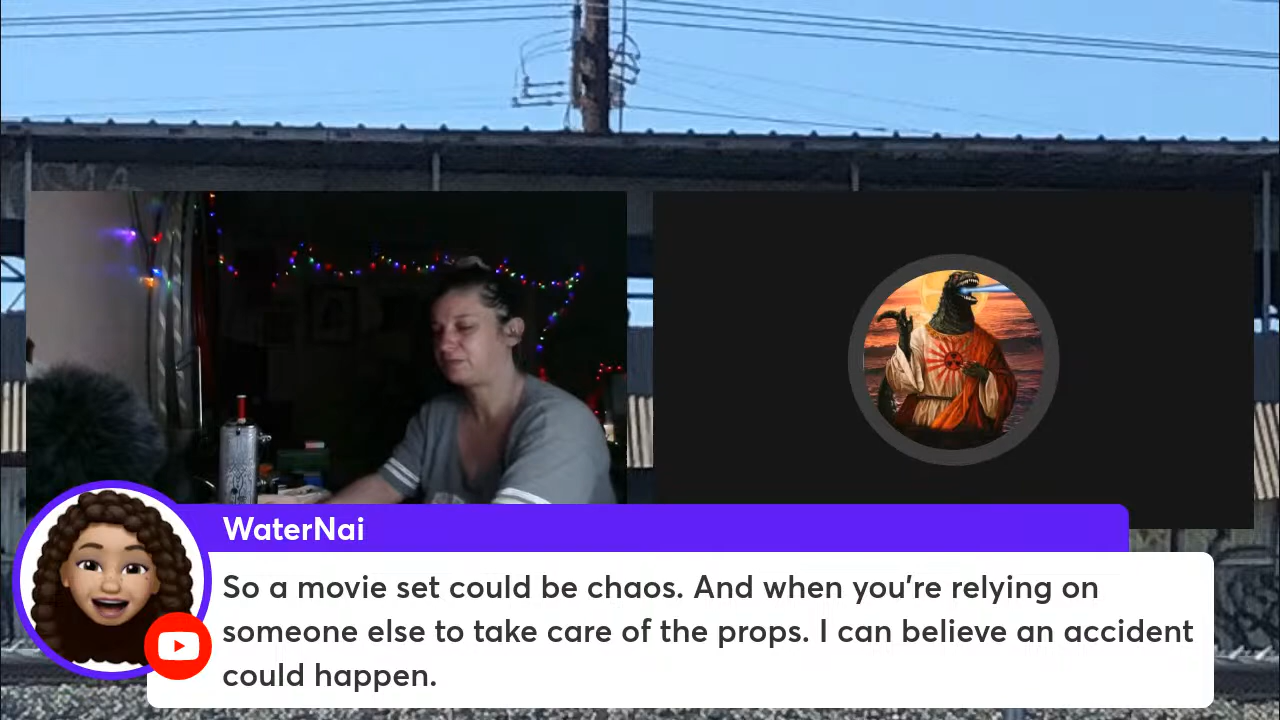 WaterNai
So a movie set could be chaos. And when you're relying on
someone else to take care of the props. I can believe an accident
could happen.